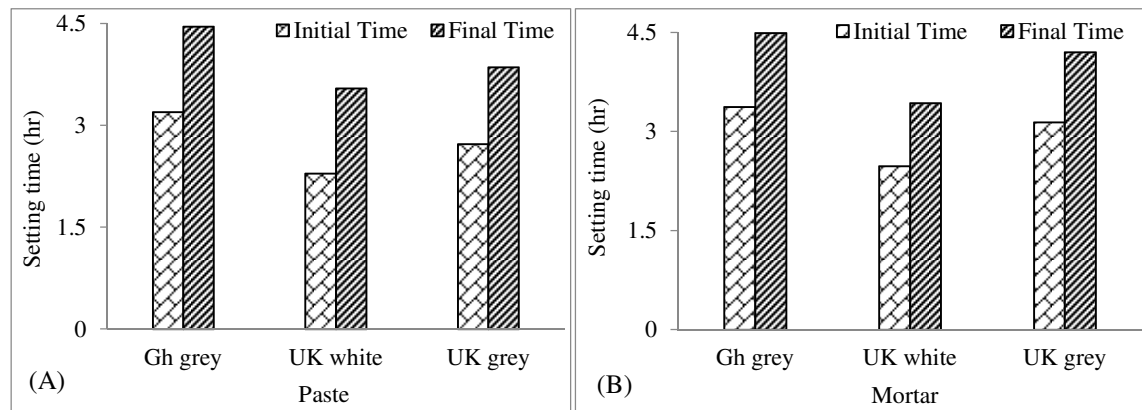 4.5
3
1.5
0
Setting time (hr)
Initial Time Final Time
Gh grey UK white UK grey
(A)
Paste
4.5
3
1.5
0
Setting time (hr)
Initial Time Final Time
Gh grey UK white UK grey
(B)
Mortar